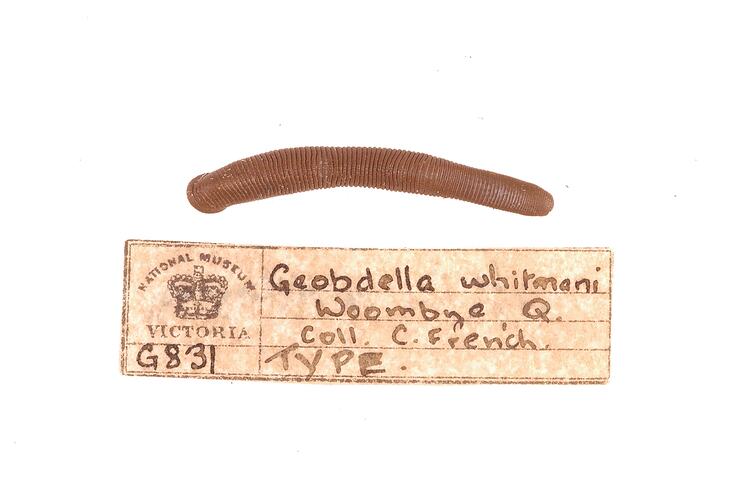 NATIONAL MUSEUM
VICTORIA
G831
Geobdella whitmani
Woombye Q.
Coll. C. French.
TYPE.